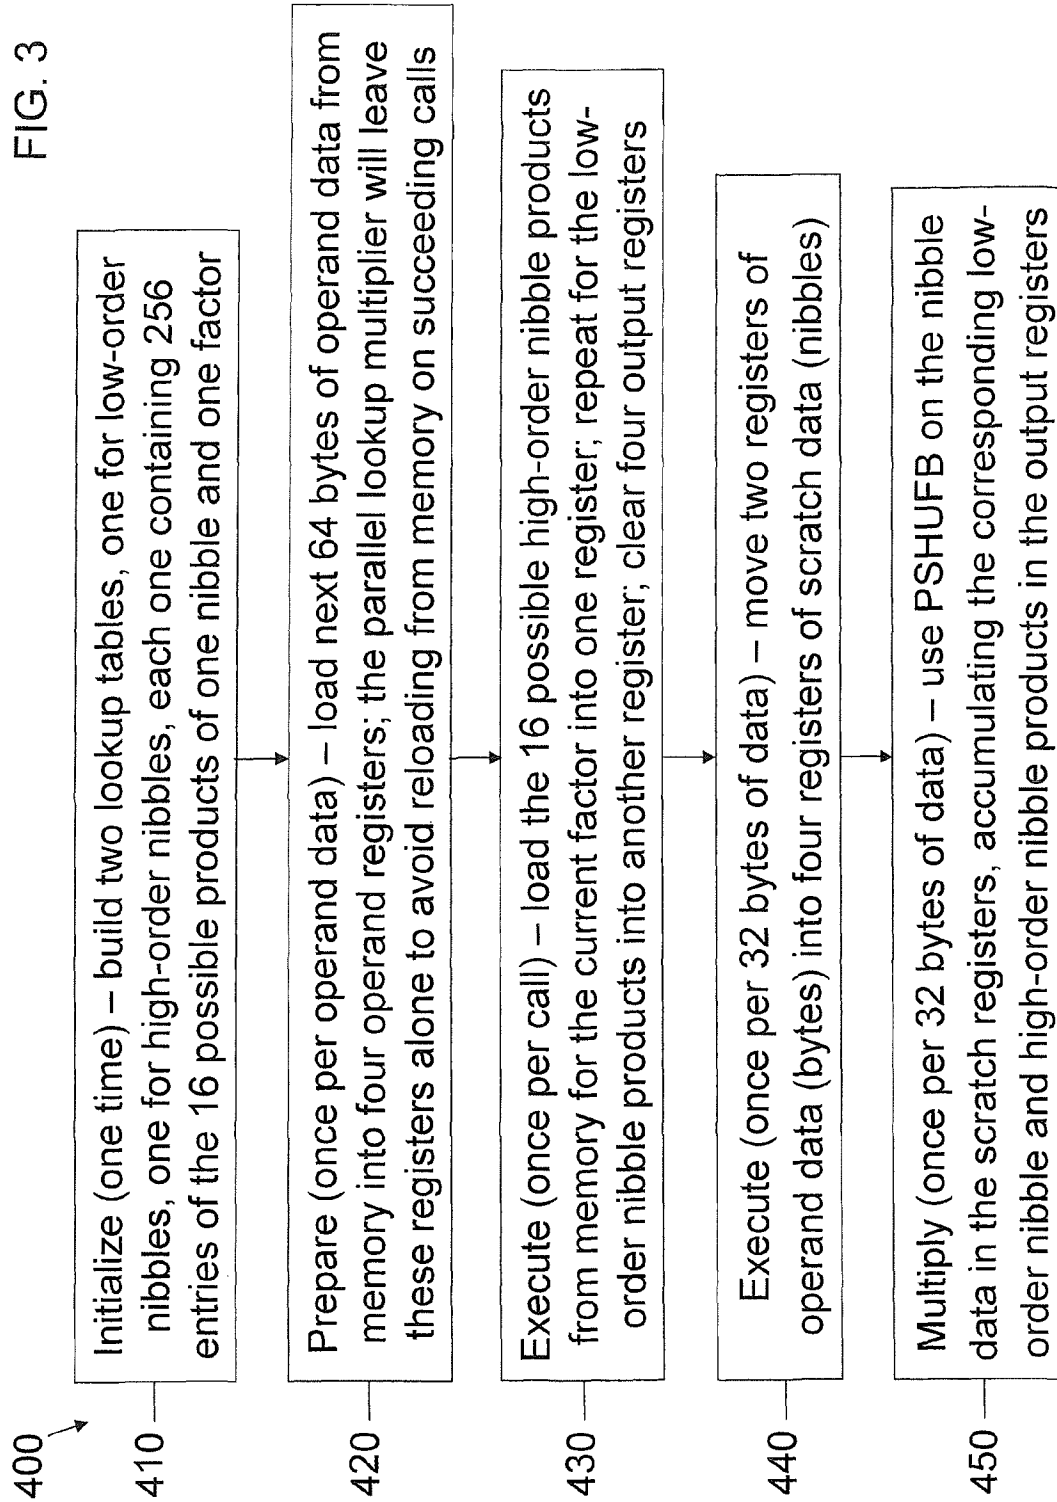 FIG. 3
400
410
Initialize (one time) – build two lookup tables, one for low-order
nibbles, one for high-order nibbles, each one containing 256
entries of the 16 possible products of one nibble and one factor
420
Prepare (once per operand data) – load next 64 bytes of operand data from
memory into four operand registers; the parallel lookup multiplier will leave
these registers alone to avoid reloading from memory on succeeding calls
430
Execute (once per call) – load the 16 possible high-order nibble products
from memory for the current factor into one register; repeat for the low-
order nibble products into another register; clear four output registers
440
Execute (once per 32 bytes of data) – move two registers of
operand data (bytes) into four registers of scratch data (nibbles)
450
Multiply (once per 32 bytes of data) – use PSHUFB on the nibble
data in the scratch registers, accumulating the corresponding low-
order nibble and high-order nibble products in the output registers